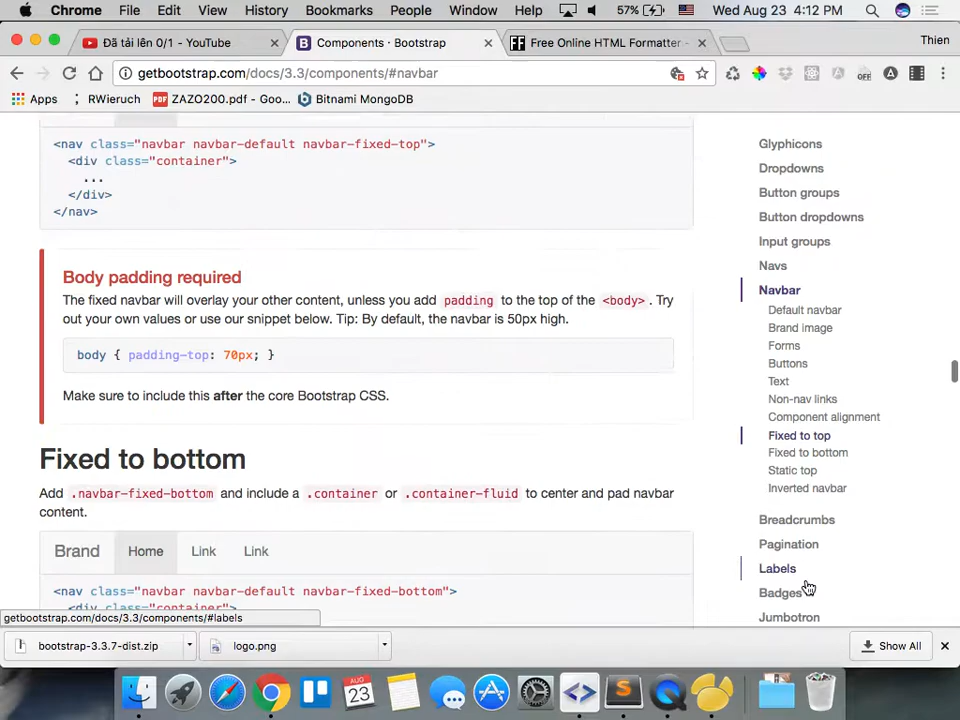 Chrome File Edit View History Bookmarks People Window Help 57% Wed Aug 23 4:12 PM
Đã tải lên 0/1 - YouTube
Components · Bootstrap
Free Online HTML Formatter -
Thien
getbootstrap.com/docs/3.3/components/#navbar
OFF
Apps
RWieruch
PDF
ZAZO200.pdf - Goo...
Bitnami MongoDB
<nav class="navbar navbar-default navbar-fixed-top">
<div class="container">
...
</div>
</nav>
Body padding required
The fixed navbar will overlay your other content, unless you add padding to the top of the <body>. Try
out your own values or use our snippet below. Tip: By default, the navbar is 50px high.
body { padding-top: 70px; }
Make sure to include this after the core Bootstrap CSS.
Fixed to bottom
Add .navbar-fixed-bottom and include a .container or .container-fluid to center and pad navbar
content.
Brand Home Link Link
<nav class="navbar navbar-default navbar-fixed-bottom">
<div class="container">
Glyphicons
Dropdowns
Button groups
Button dropdowns
Input groups
Navs
Navbar
Default navbar
Brand image
Forms
Buttons
Text
Non-nav links
Component alignment
Fixed to top
Fixed to bottom
Static top
Inverted navbar
Breadcrumbs
Pagination
Labels
Badges
Jumbotron
getbootstrap.com/docs/3.3/components/#labels
bootstrap-3.3.7-dist.zip
logo.png
Show All
AUG
23